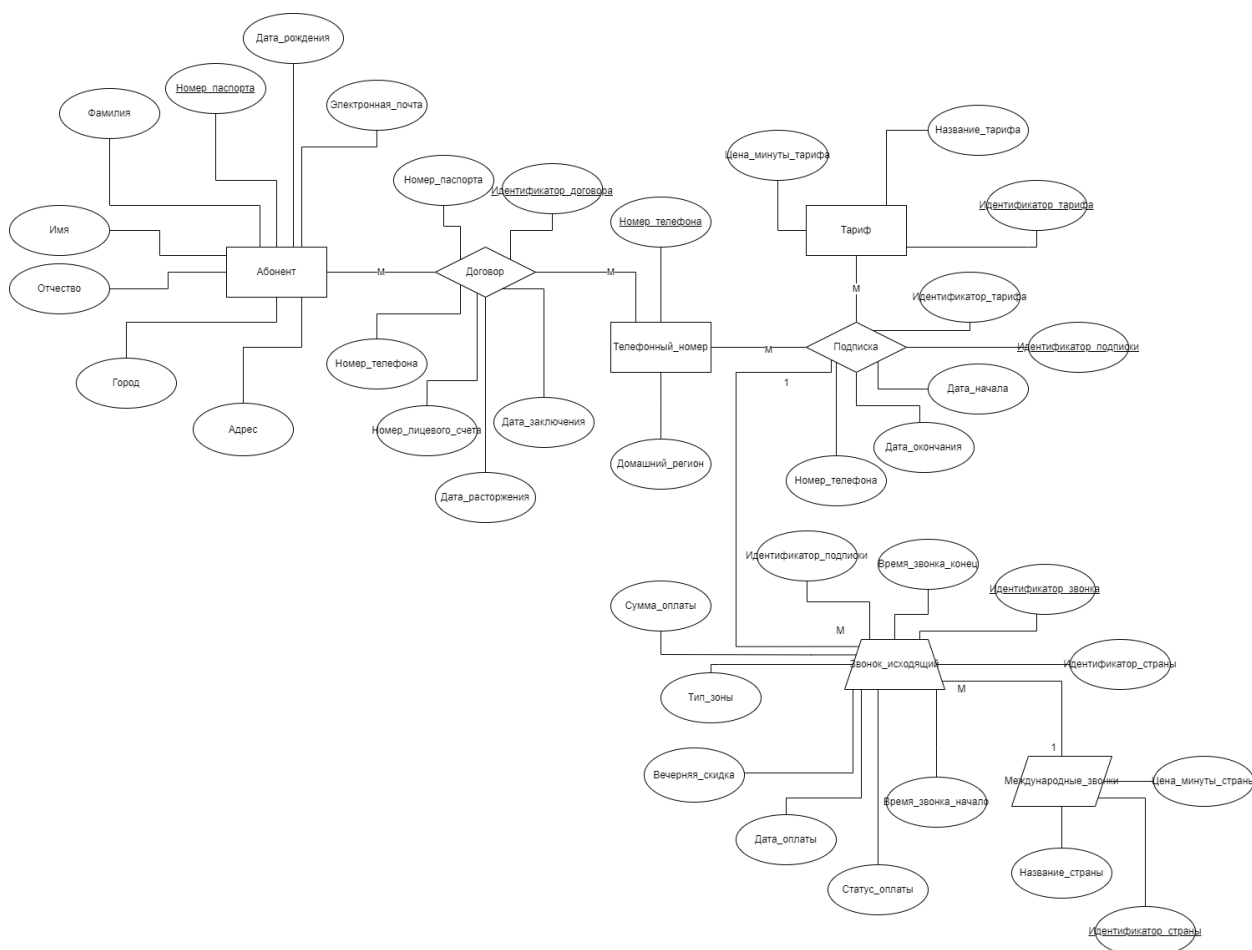 Дата_рождения
Номер_паспорта
Фамилия
Электронная_почта
Имя
Отчество
Абонент
Город
Адрес
М
Номер_паспорта
Идентификатор_договора
Договор
Номер_телефона
Номер_лицевого_счета
Дата_заключения
Дата_расторжения
М
Номер_телефона
Телефонный_номер
Домашний_регион
М
Название_тарифа
Цена_минуты_тарифа
Идентификатор_тарифа
Тариф
М
Идентификатор_тарифа
Подписка
Идентификатор_подписки
Дата_начала
Дата_окончания
Номер_телефона
1
Идентификатор_подписки
Время_звонка_конец
Идентификатор_звонка
Сумма_оплаты
М
Звонок_исходящий
Идентификатор_страны
Тип_зоны
М
Вечерняя_скидка
Время_звонка_начало
Дата_оплаты
Статус_оплаты
1
Международные_звонки
Цена_минуты_страны
Название_страны
Идентификатор_страны